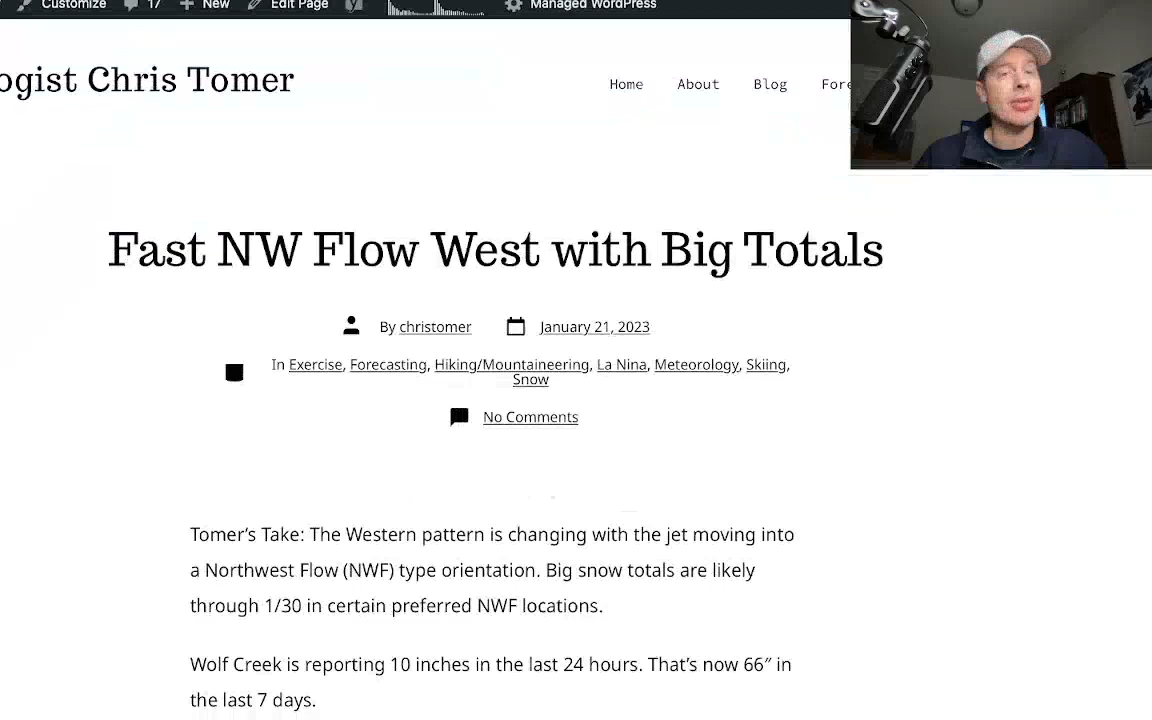 Customize 17 New Edit Page Managed WordPress
ogist Chris Tomer
Home About Blog Fore
Fast NW Flow West with Big Totals
By christomer January 21, 2023
In Exercise, Forecasting, Hiking/Mountaineering, La Nina, Meteorology, Skiing,
Snow
No Comments
Tomer’s Take: The Western pattern is changing with the jet moving into
a Northwest Flow (NWF) type orientation. Big snow totals are likely
through 1/30 in certain preferred NWF locations.
Wolf Creek is reporting 10 inches in the last 24 hours. That’s now 66″ in
the last 7 days.